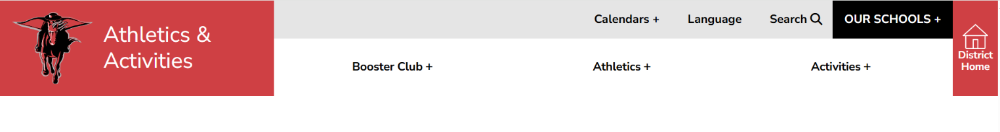 Athletics &
Activities
Calendars +
Language
Search
OUR SCHOOLS +
District
Home
Booster Club +
Athletics +
Activities +